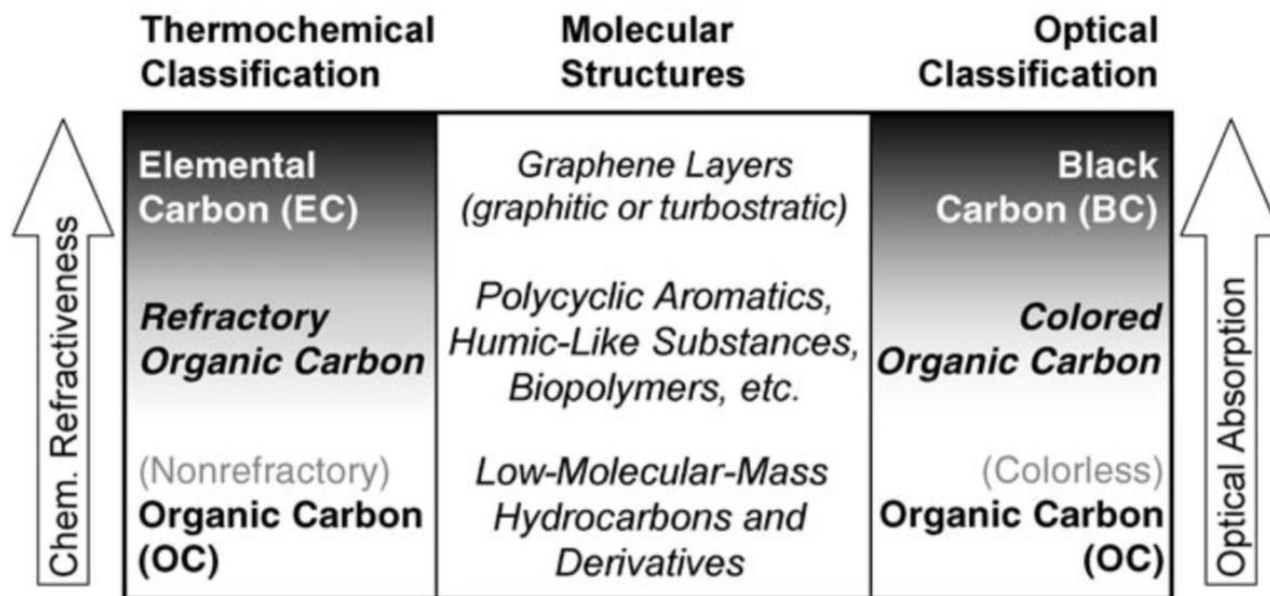 Thermochemical
Classification
Molecular
Structures
Optical
Classification
Chem. Refractiveness
Elemental
Carbon (EC)
Graphene Layers
(graphitic or turbostratic)
Black
Carbon (BC)
Refractory
Organic Carbon
Polycyclic Aromatics,
Humic-Like Substances,
Biopolymers, etc.
Colored
Organic Carbon
(Nonrefractory)
Organic Carbon
(OC)
Low-Molecular-Mass
Hydrocarbons and
Derivatives
(Colorless)
Organic Carbon
(OC)
Optical Absorption